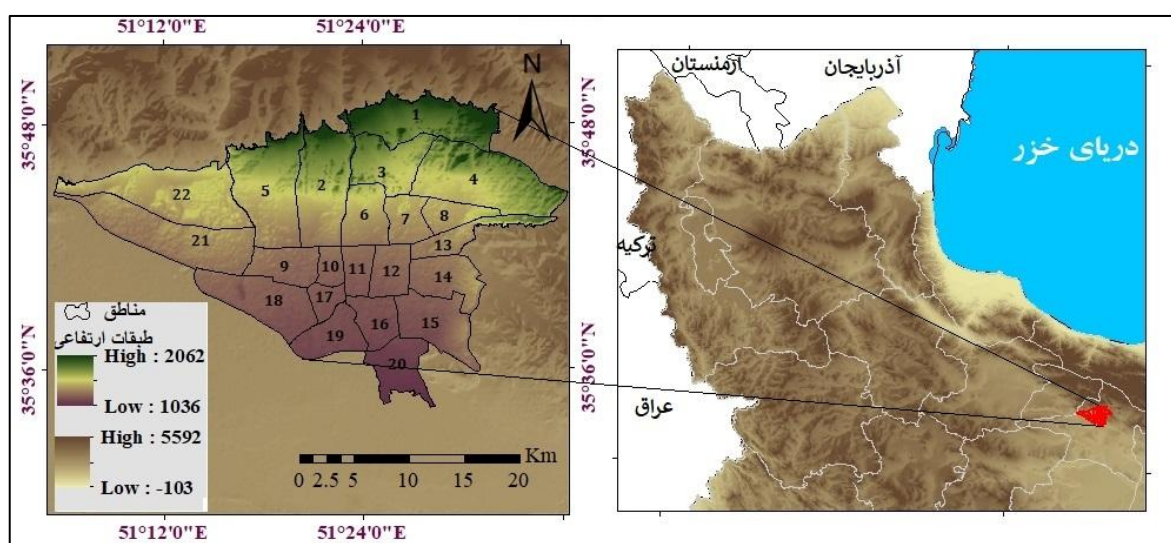 51°12'0"E
51°24'0"E
35°48'0"N
35°36'0"N
N
1
2
3
4
5
22
6
7
8
21
13
9
10
11
12
14
18
17
16
15
19
20
مناطق
طبقات ارتفاعی
High : 2062
Low : 1036
High : 5592
Low : -103
Km
0 2.5 5 10 15 20
51°12'0"E
51°24'0"E
35°48'0"N
35°36'0"N
ارمنستان
آذربایجان
دریای خزر
ترکیه
عراق